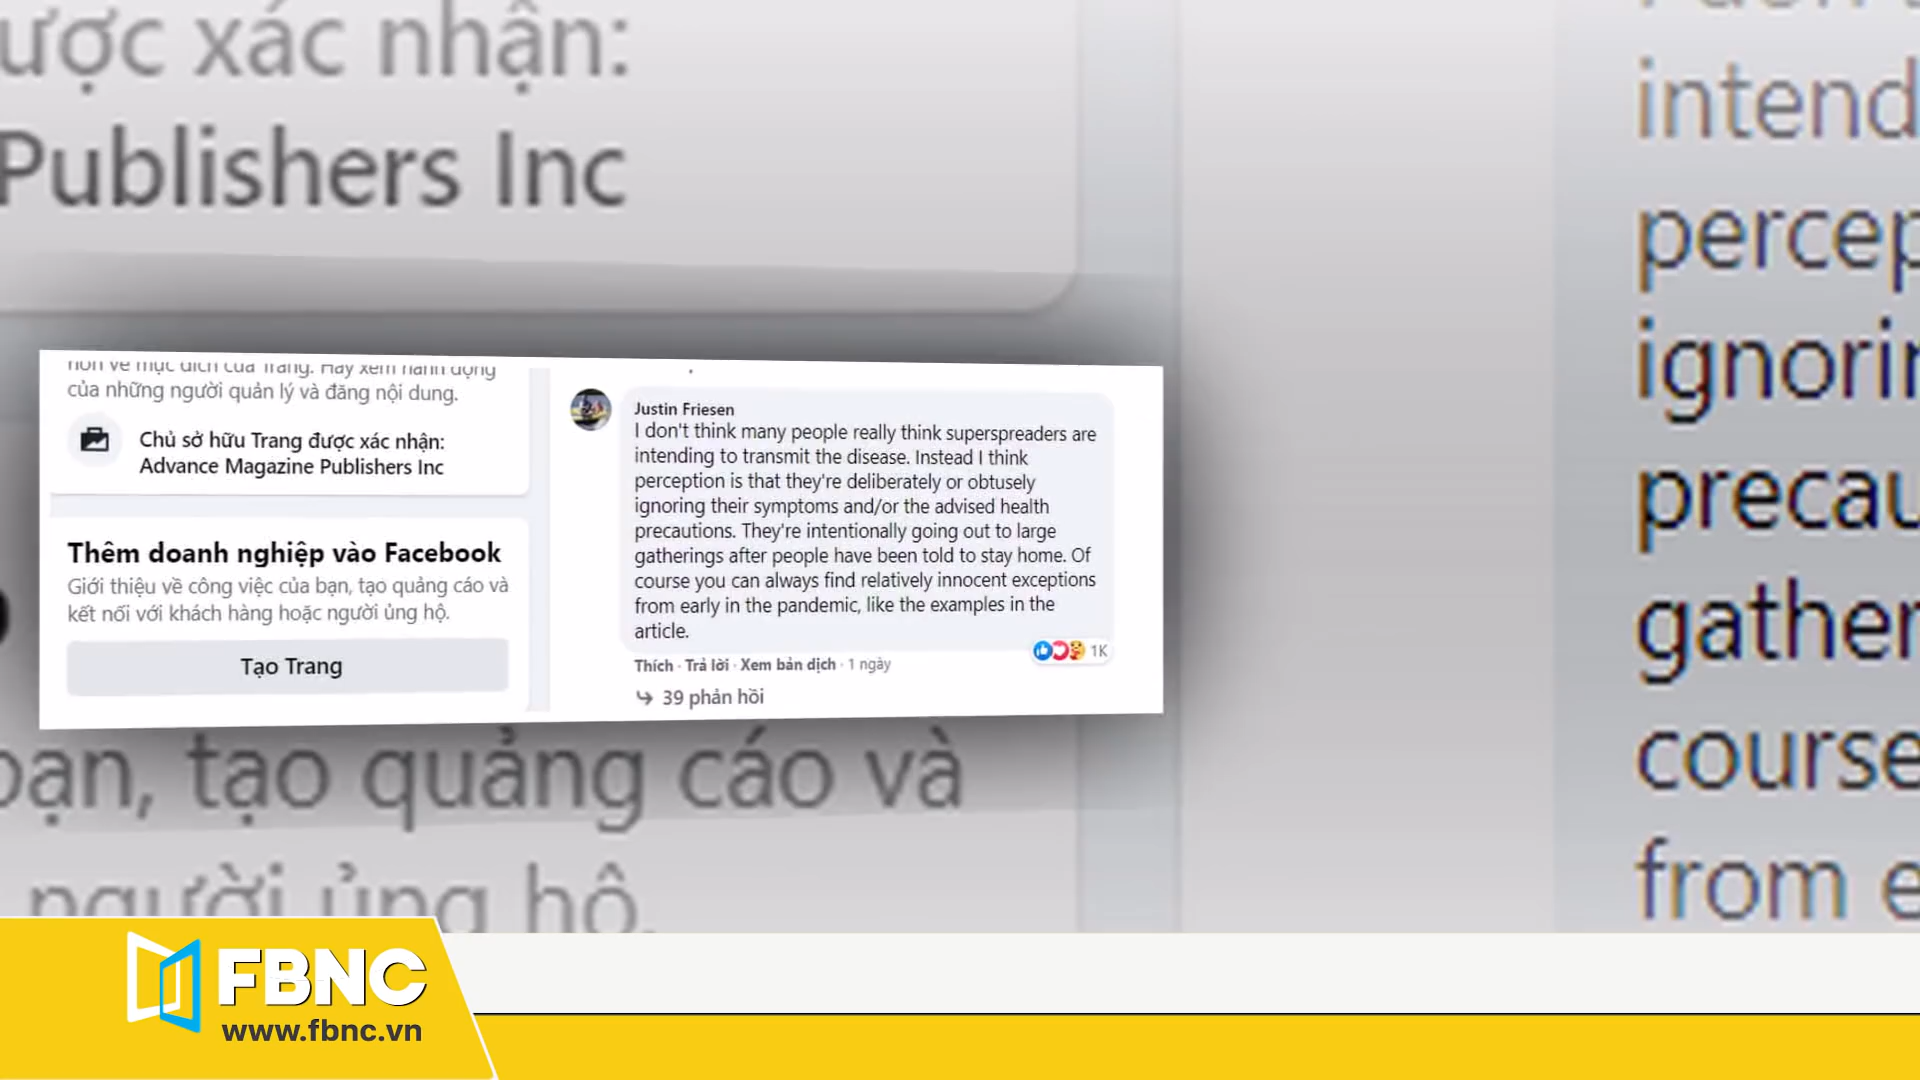 ược xác nhận:
Publishers Inc
intend
percep
ignorin
precau
gather
course
from e
của những người quản lý và đăng nội dung.
Chủ sở hữu Trang được xác nhận:
Advance Magazine Publishers Inc
Thêm doanh nghiệp vào Facebook
Giới thiệu về công việc của bạn, tạo quảng cáo và
kết nối với khách hàng hoặc người ủng hộ.
Tạo Trang
Justin Friesen
I don't think many people really think superspreaders are
intending to transmit the disease. Instead I think
perception is that they're deliberately or obtusely
ignoring their symptoms and/or the advised health
precautions. They're intentionally going out to large
gatherings after people have been told to stay home. Of
course you can always find relatively innocent exceptions
from early in the pandemic, like the examples in the
article.
1K
Thích · Trả lời · Xem bản dịch · 1 ngày
39 phản hồi
bạn, tạo quảng cáo và
người ủng hộ.
FBNC
www.fbnc.vn